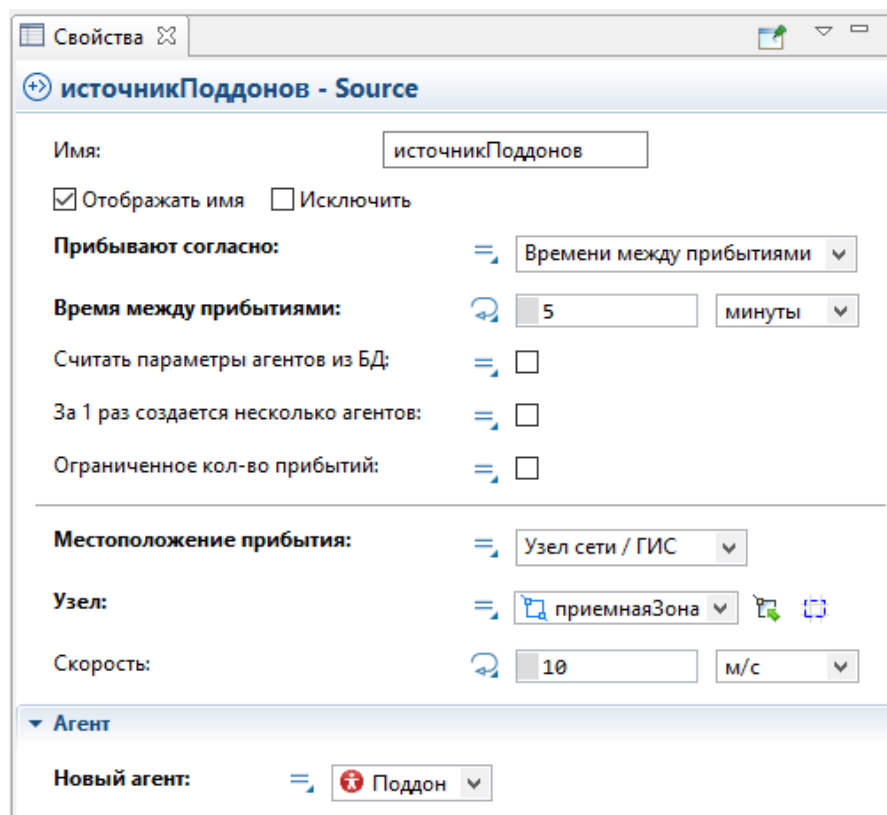 Свойства
источникПоддонов - Source
Имя: источникПоддонов
Отображать имя Исключить
Прибывают согласно: Времени между прибытиями
Время между прибытиями: 5 минуты
Считать параметры агентов из БД:
За 1 раз создается несколько агентов:
Ограниченное кол-во прибытий:
Местоположение прибытия: Узел сети / ГИС
Узел: приемнаяЗона
Скорость: 10 м/с
Агент
Новый агент: Поддон